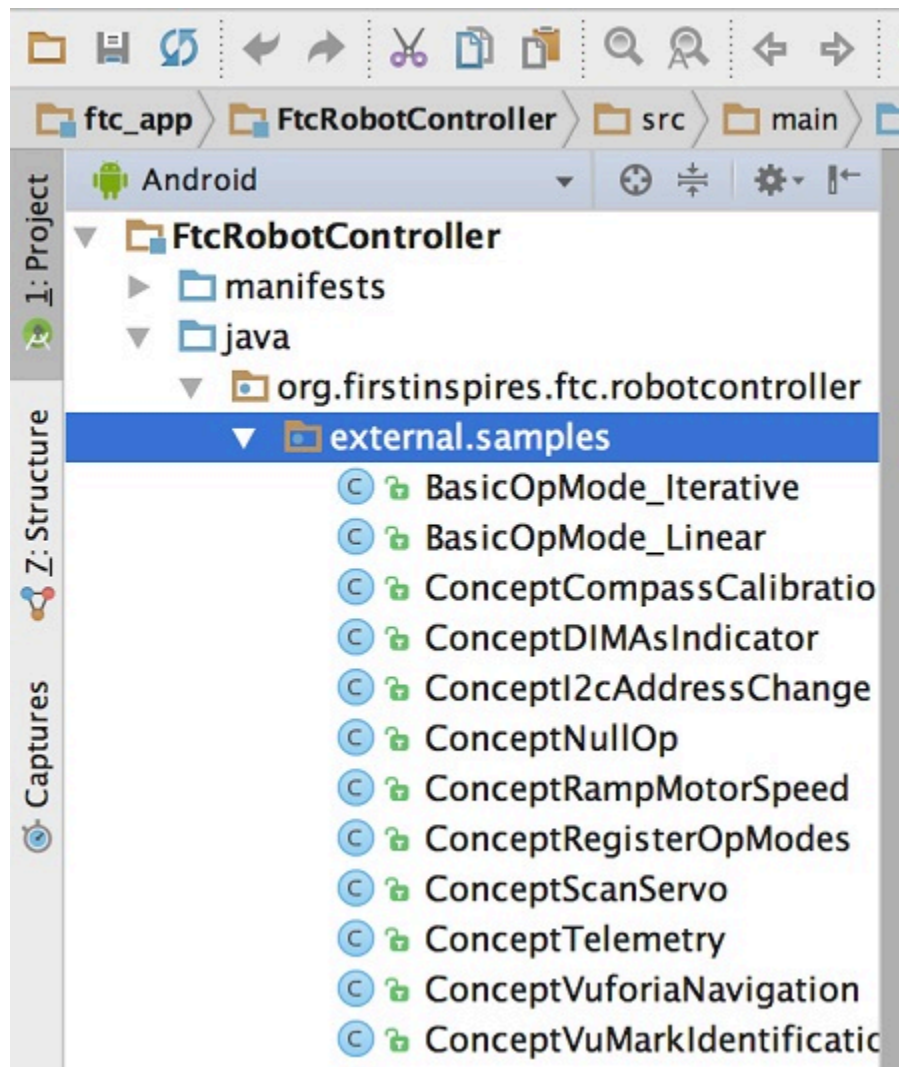 ftc_app FtcRobotController src main
Android
1: Project
Z: Structure
Captures
FtcRobotController
manifests
java
org.firstinspires.ftc.robotcontroller
external.samples
C BasicOpMode_Iterative
C BasicOpMode_Linear
C ConceptCompassCalibratio
C ConceptDIMAsIndicator
C ConceptI2cAddressChange
C ConceptNullOp
C ConceptRampMotorSpeed
C ConceptRegisterOpModes
C ConceptScanServo
C ConceptTelemetry
C ConceptVuforiaNavigation
C ConceptVuMarkIdentificatic